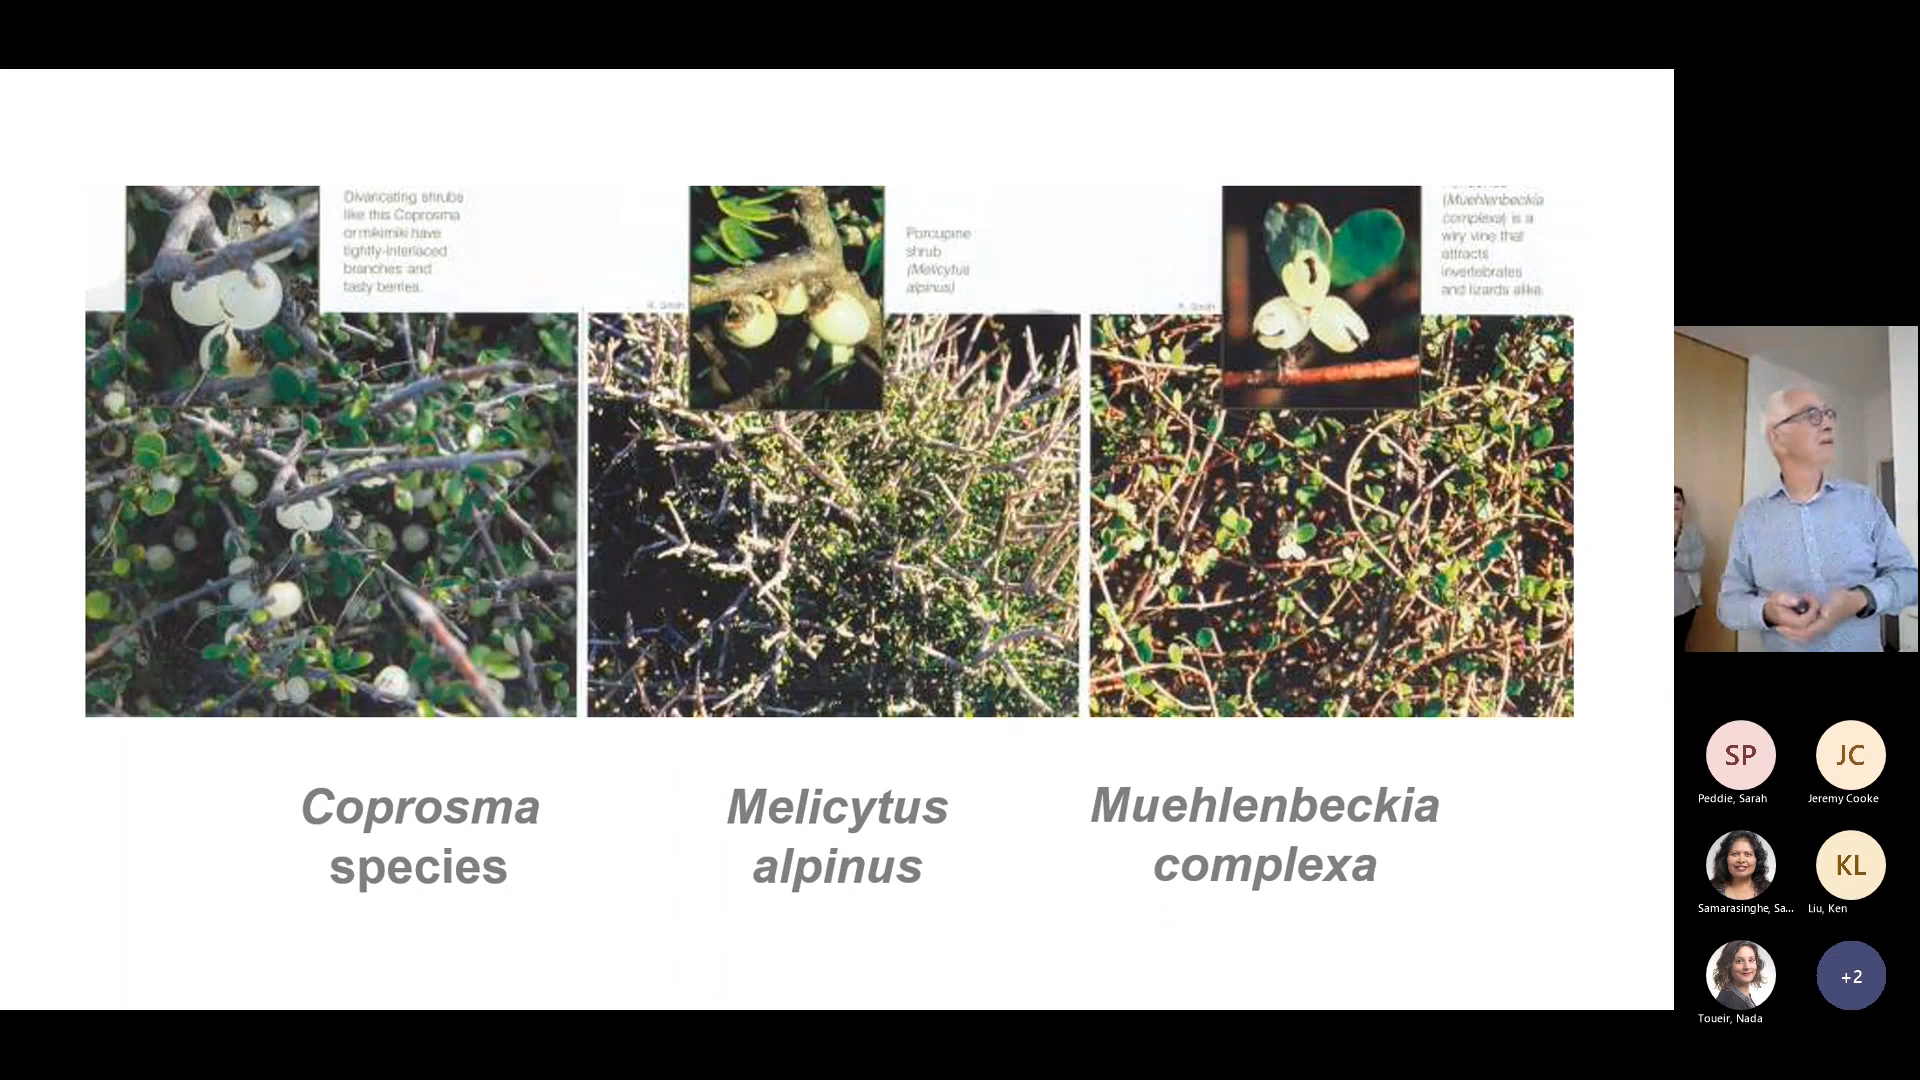 Divaricating shrubs
like this Coprosma
or mikimiki have
tightly-interlaced
branches and
tasty berries.
R. Smith
Porcupine
shrub
(Melicytus
alpinus)
R. Smith
(Muehlenbeckia
complexa) is a
wiry vine that
attracts
invertebrates
and lizards alike.
Coprosma
species
Melicytus
alpinus
Muehlenbeckia
complexa
SP
Peddie, Sarah
JC
Jeremy Cooke
Samarasinghe, Sa...
KL
Liu, Ken
Toueir, Nada
+2